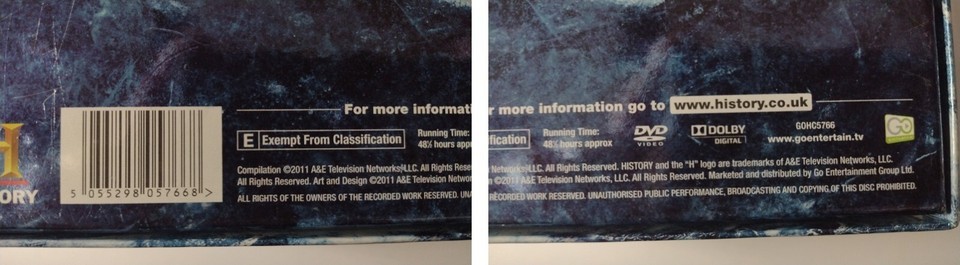 H
ORY
5 055298 057668 >
For more informati
E Exempt From Classification
Running Time:
48½ hours appr
Compilation ©2011 A&E Television Networks, LLC. All Rights Rese
All Rights Reserved. Art and Design ©2011 A&E Television Network
ALL RIGHTS OF THE OWNERS OF THE RECORDED WORK RESERVED. UNA
r more information go to www.history.co.uk
ification
Running Time:
48½ hours approx
DVD VIDEO
DOLBY DIGITAL
GOHC5766
www.goentertain.tv
GO
Networks, LLC. All Rights Reserved. HISTORY and the "H" logo are trademarks of A&E Television Networks, LLC.
©2011 A&E Television Networks, LLC. All Rights Reserved. Marketed and distributed by Go Entertainment Group Ltd.
RECORDED WORK RESERVED. UNAUTHORISED PUBLIC PERFORMANCE, BROADCASTING AND COPYING OF THIS DISC PROHIBITED.